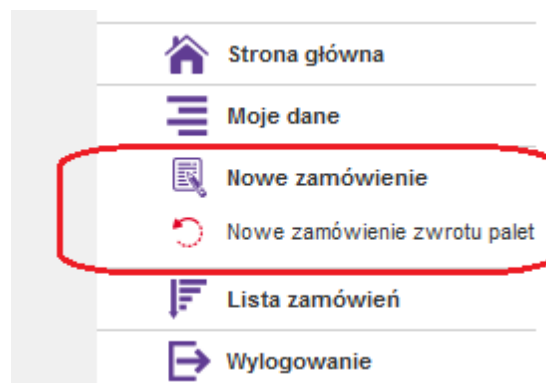 Strona główna
Moje dane
Nowe zamówienie
Nowe zamówienie zwrotu palet
Lista zamówień
Wylogowanie